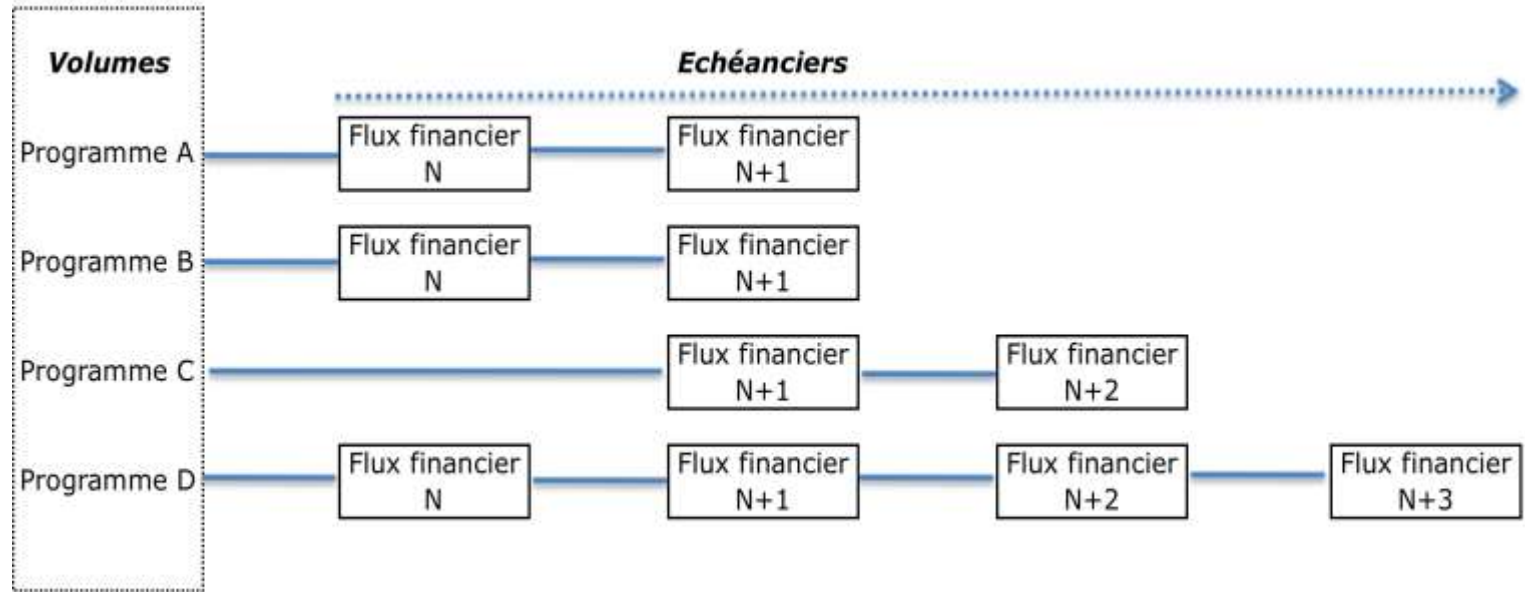 Volumes
Echéanciers
Programme A
Flux financier
N
Flux financier
N+1
Programme B
Flux financier
N
Flux financier
N+1
Programme C
Flux financier
N+1
Flux financier
N+2
Programme D
Flux financier
N
Flux financier
N+1
Flux financier
N+2
Flux financier
N+3